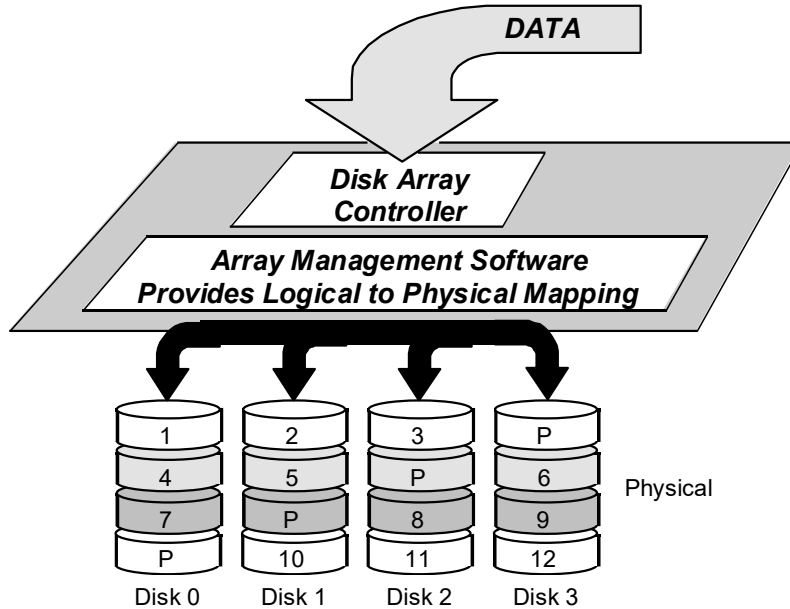 DATA
Disk Array
Controller
Array Management Software
Provides Logical to Physical Mapping
1 2 3 P
4 5 P 6
7 P 8 9
P 10 11 12
Physical
Disk 0 Disk 1 Disk 2 Disk 3